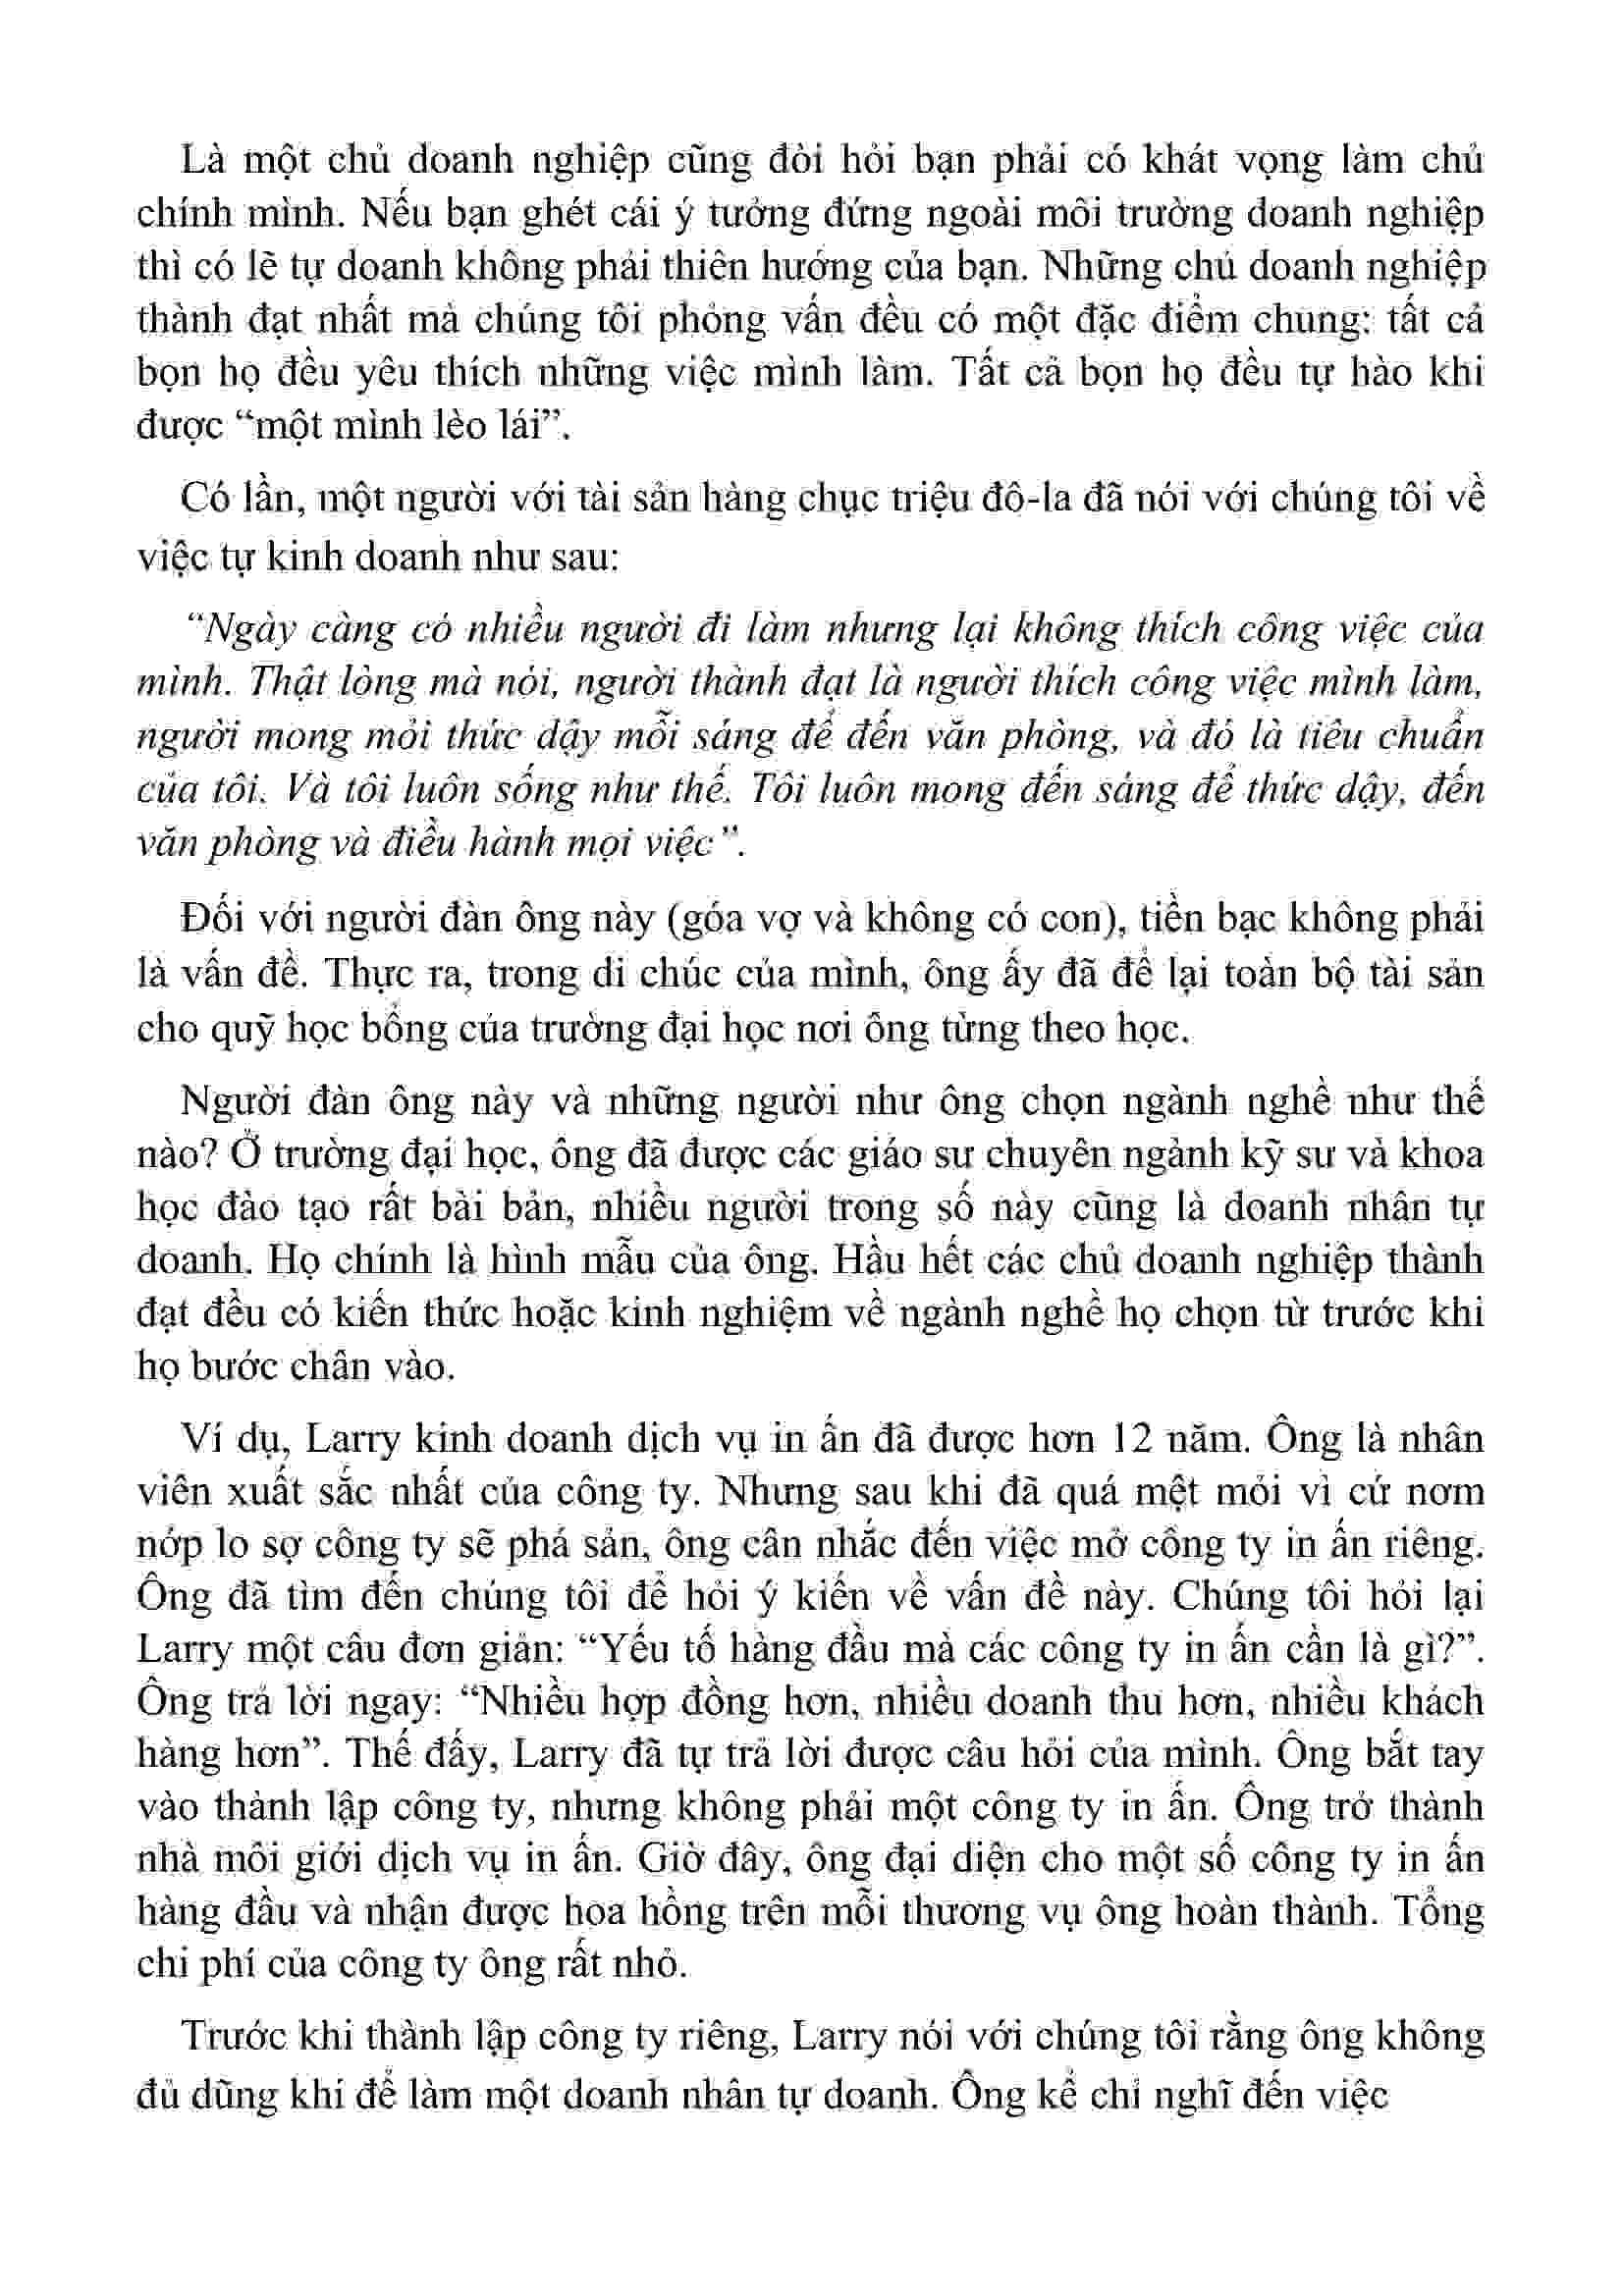 Là một chủ doanh nghiệp cũng đòi hỏi bạn phải có khát vọng làm chủ
chính mình. Nếu bạn ghét cái ý tưởng đứng ngoài môi trường doanh nghiệp
thì có lẽ tự doanh không phải thiên hướng của bạn. Những chủ doanh nghiệp
thành đạt nhất mà chúng tôi phỏng vấn đều có một đặc điểm chung: tất cả
bọn họ đều yêu thích những việc mình làm. Tất cả bọn họ đều tự hào khi
được “một mình lèo lái”.
Có lần, một người với tài sản hàng chục triệu đô-la đã nói với chúng tôi về
việc tự kinh doanh như sau:
“Ngày càng có nhiều người đi làm nhưng lại không thích công việc của
mình. Thật lòng mà nói, người thành đạt là người thích công việc mình làm,
người mong mỏi thức dậy mỗi sáng để đến văn phòng, và đó là tiêu chuẩn
của tôi. Và tôi luôn sống như thế. Tôi luôn mong đến sáng để thức dậy, đến
văn phòng và điều hành mọi việc”.
Đối với người đàn ông này (góa vợ và không có con), tiền bạc không phải
là vấn đề. Thực ra, trong di chúc của mình, ông ấy đã để lại toàn bộ tài sản
cho quỹ học bổng của trường đại học nơi ông từng theo học.
Người đàn ông này và những người như ông chọn ngành nghề như thế
nào? Ở trường đại học, ông đã được các giáo sư chuyên ngành kỹ sư và khoa
học đào tạo rất bài bản, nhiều người trong số này cũng là doanh nhân tự
doanh. Họ chính là hình mẫu của ông. Hầu hết các chủ doanh nghiệp thành
đạt đều có kiến thức hoặc kinh nghiệm về ngành nghề họ chọn từ trước khi
họ bước chân vào.
Ví dụ, Larry kinh doanh dịch vụ in ấn đã được hơn 12 năm. Ông là nhân
viên xuất sắc nhất của công ty. Nhưng sau khi đã quá mệt mỏi vì cứ nơm
nớp lo sợ công ty sẽ phá sản, ông cân nhắc đến việc mở công ty in ấn riêng.
Ông đã tìm đến chúng tôi để hỏi ý kiến về vấn đề này. Chúng tôi hỏi lại
Larry một câu đơn giản: “Yếu tố hàng đầu mà các công ty in ấn cần là gì?”.
Ông trả lời ngay: “Nhiều hợp đồng hơn, nhiều doanh thu hơn, nhiều khách
hàng hơn”. Thế đấy, Larry đã tự trả lời được câu hỏi của mình. Ông bắt tay
vào thành lập công ty, nhưng không phải một công ty in ấn. Ông trở thành
nhà môi giới dịch vụ in ấn. Giờ đây, ông đại diện cho một số công ty in ấn
hàng đầu và nhận được hoa hồng trên mỗi thương vụ ông hoàn thành. Tổng
chi phí của công ty ông rất nhỏ.
Trước khi thành lập công ty riêng, Larry nói với chúng tôi rằng ông không
đủ dũng khí để làm một doanh nhân tự doanh. Ông kể chỉ nghĩ đến việc